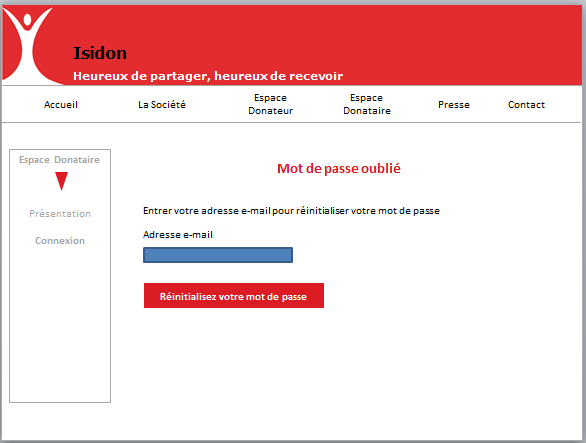 Isidon
Heureux de partager, heureux de recevoir
Accueil
La Société
Espace
Donateur
Espace
Donataire
Presse
Contact
Espace Donataire
Présentation
Connexion
Mot de passe oublié
Entrer votre adresse e-mail pour réinitialiser votre mot de passe
Adresse e-mail
Réinitialisez votre mot de passe